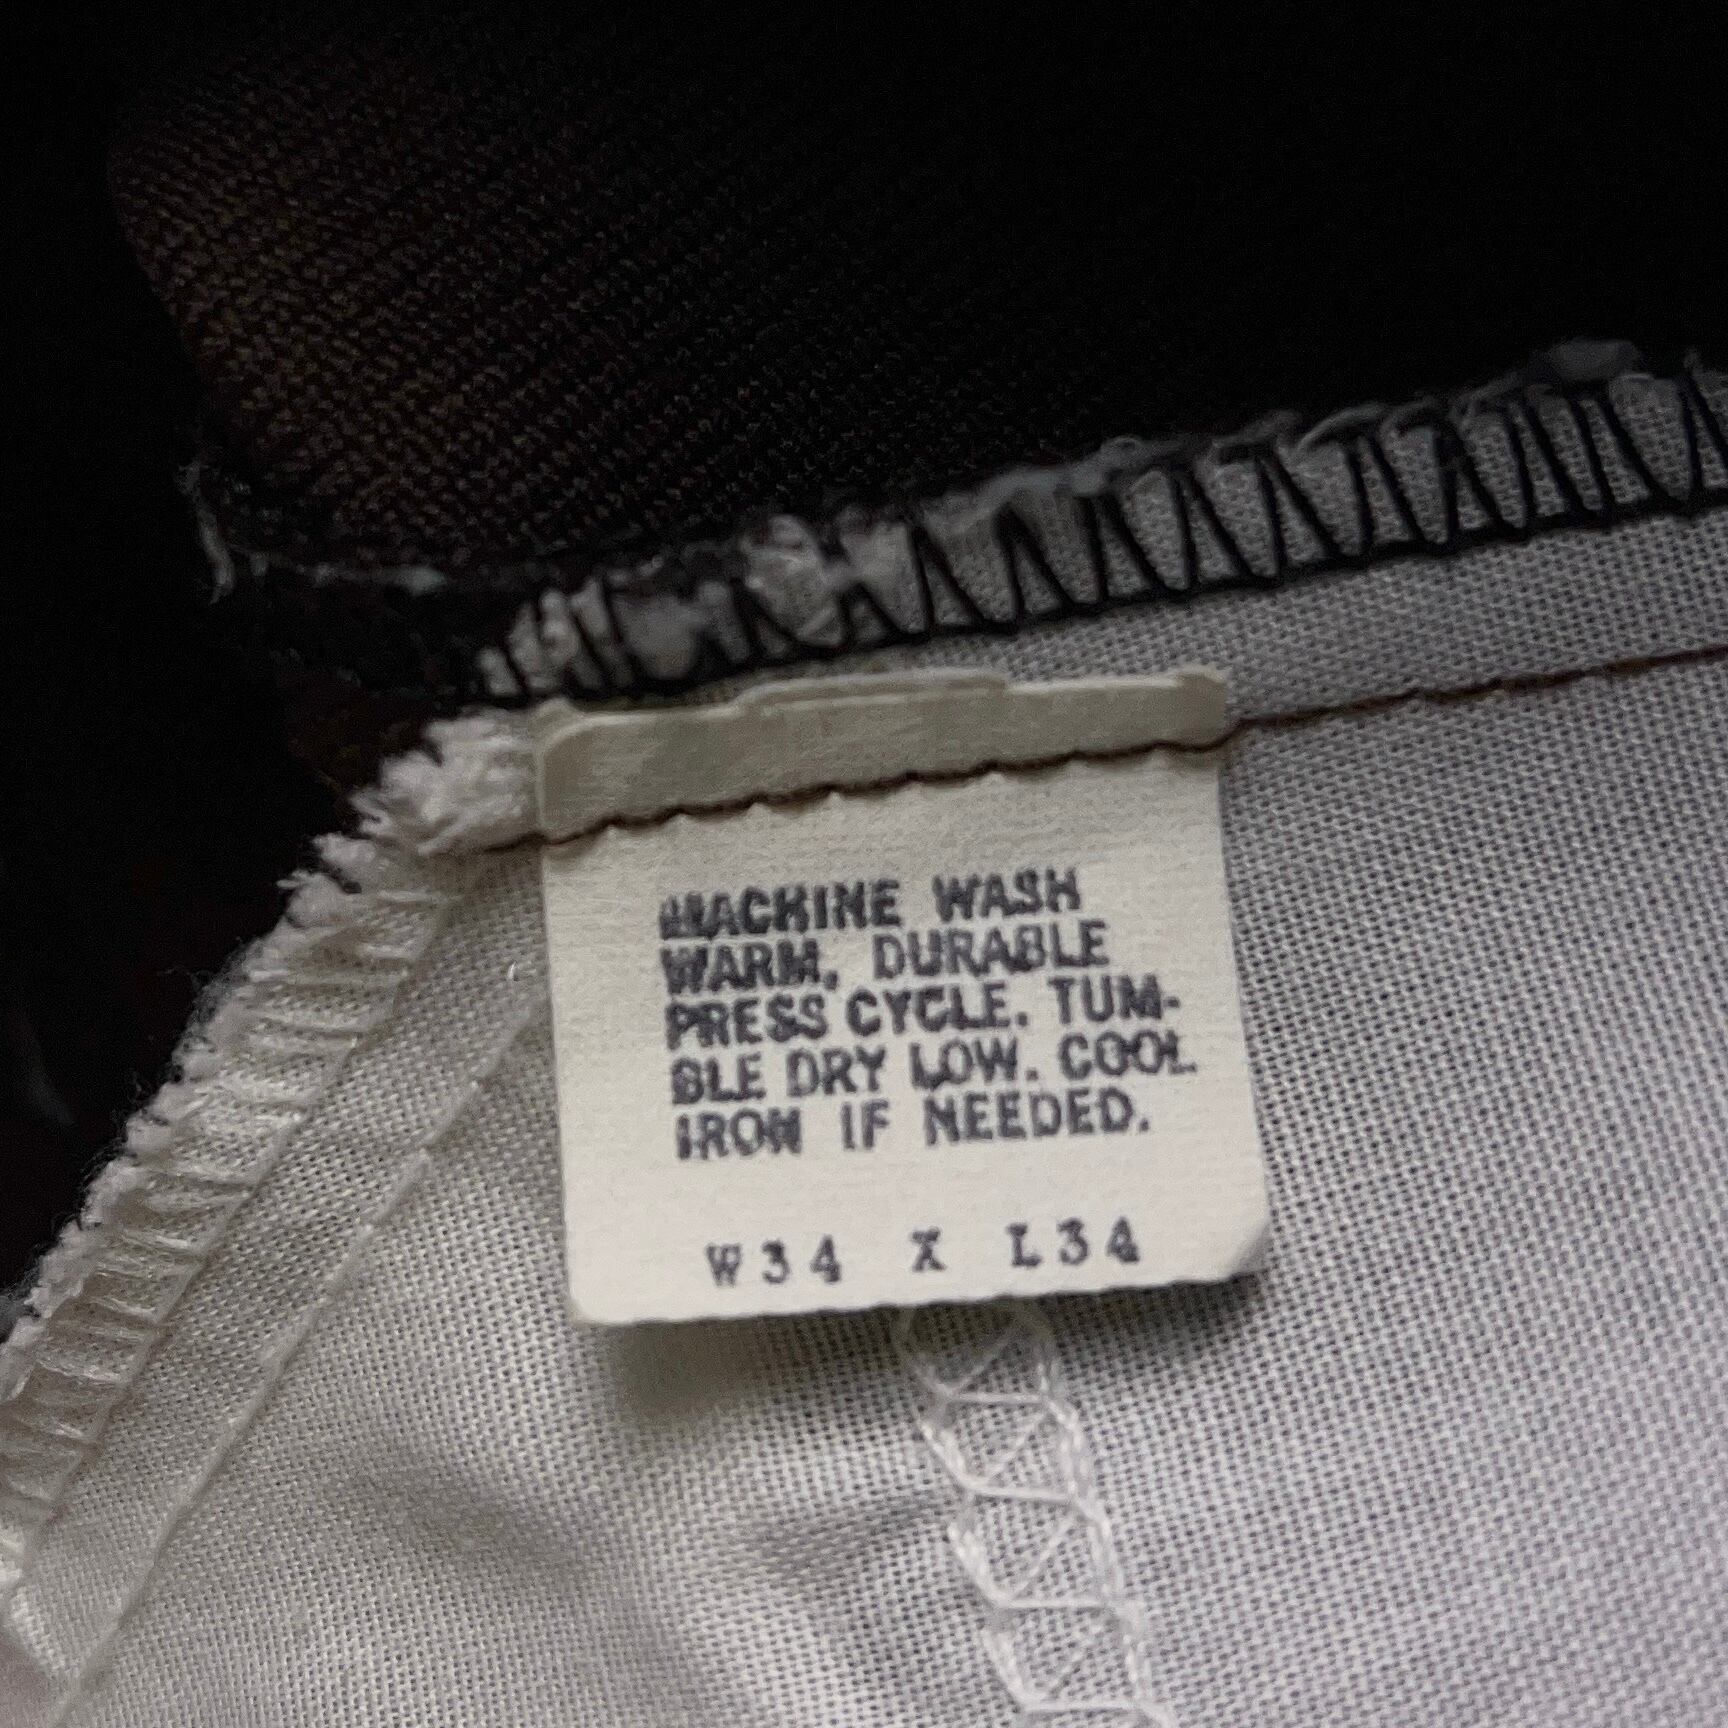 MACHINE WASH
WARM, DURABLE
PRESS CYCLE. TUM-
BLE DRY LOW. COOL
IRON IF NEEDED.
W34 X L34